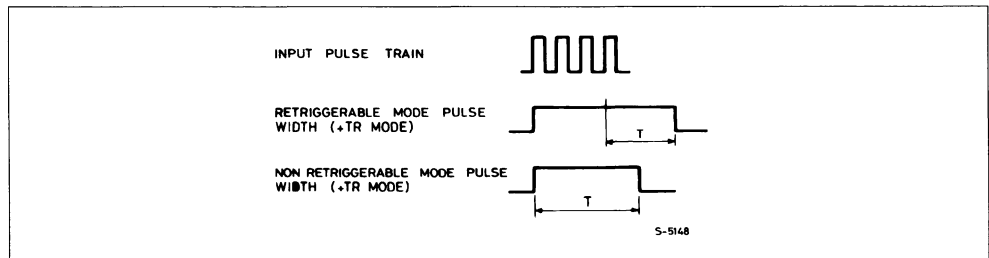 INPUT PULSE TRAIN
RETRIGGERABLE MODE PULSE
WIDTH (+TR MODE)
T
NON RETRIGGERABLE MODE PULSE
WIDTH (+TR MODE)
T
S-5148